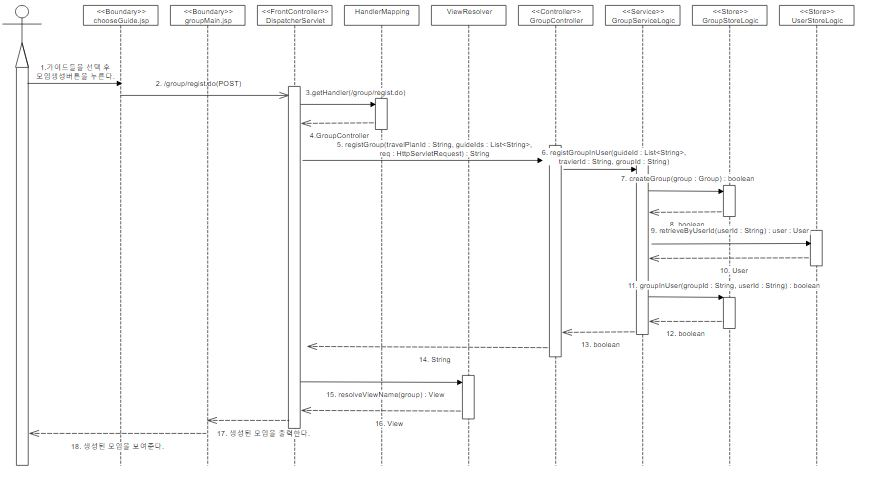 <<Boundary>>
chooseGuide.jsp
<<Boundary>>
groupMain.jsp
<<FrontController>>
DispatcherServlet
HandlerMapping
ViewResolver
<<Controller>>
GroupController
<<Service>>
GroupServiceLogic
<<Store>>
GroupStoreLogic
<<Store>>
UserStoreLogic
1.가이드들을 선택 후
모임생성버튼을 누른다.
2. /group/regist.do(POST)
3.getHandler(/group/regist.do)
4.GroupController
5. registGroup(travelPlanId : String, guideIds : List<String>,
req : HttpServletRequest) : String
6. registGroupInUser(guideId : List<String>,
travlerId : String, groupId : String)
7. createGroup(group : Group) : boolean
8. boolean
9. retrieveByUserId(userId : String) : user : User
10. User
11. groupInUser(groupId : String, userId : String) : boolean
12. boolean
13. boolean
14. String
15. resolveViewName(group) : View
16. View
17. 생성된 모임을 출력한다.
18. 생성된 모임을 보여준다.